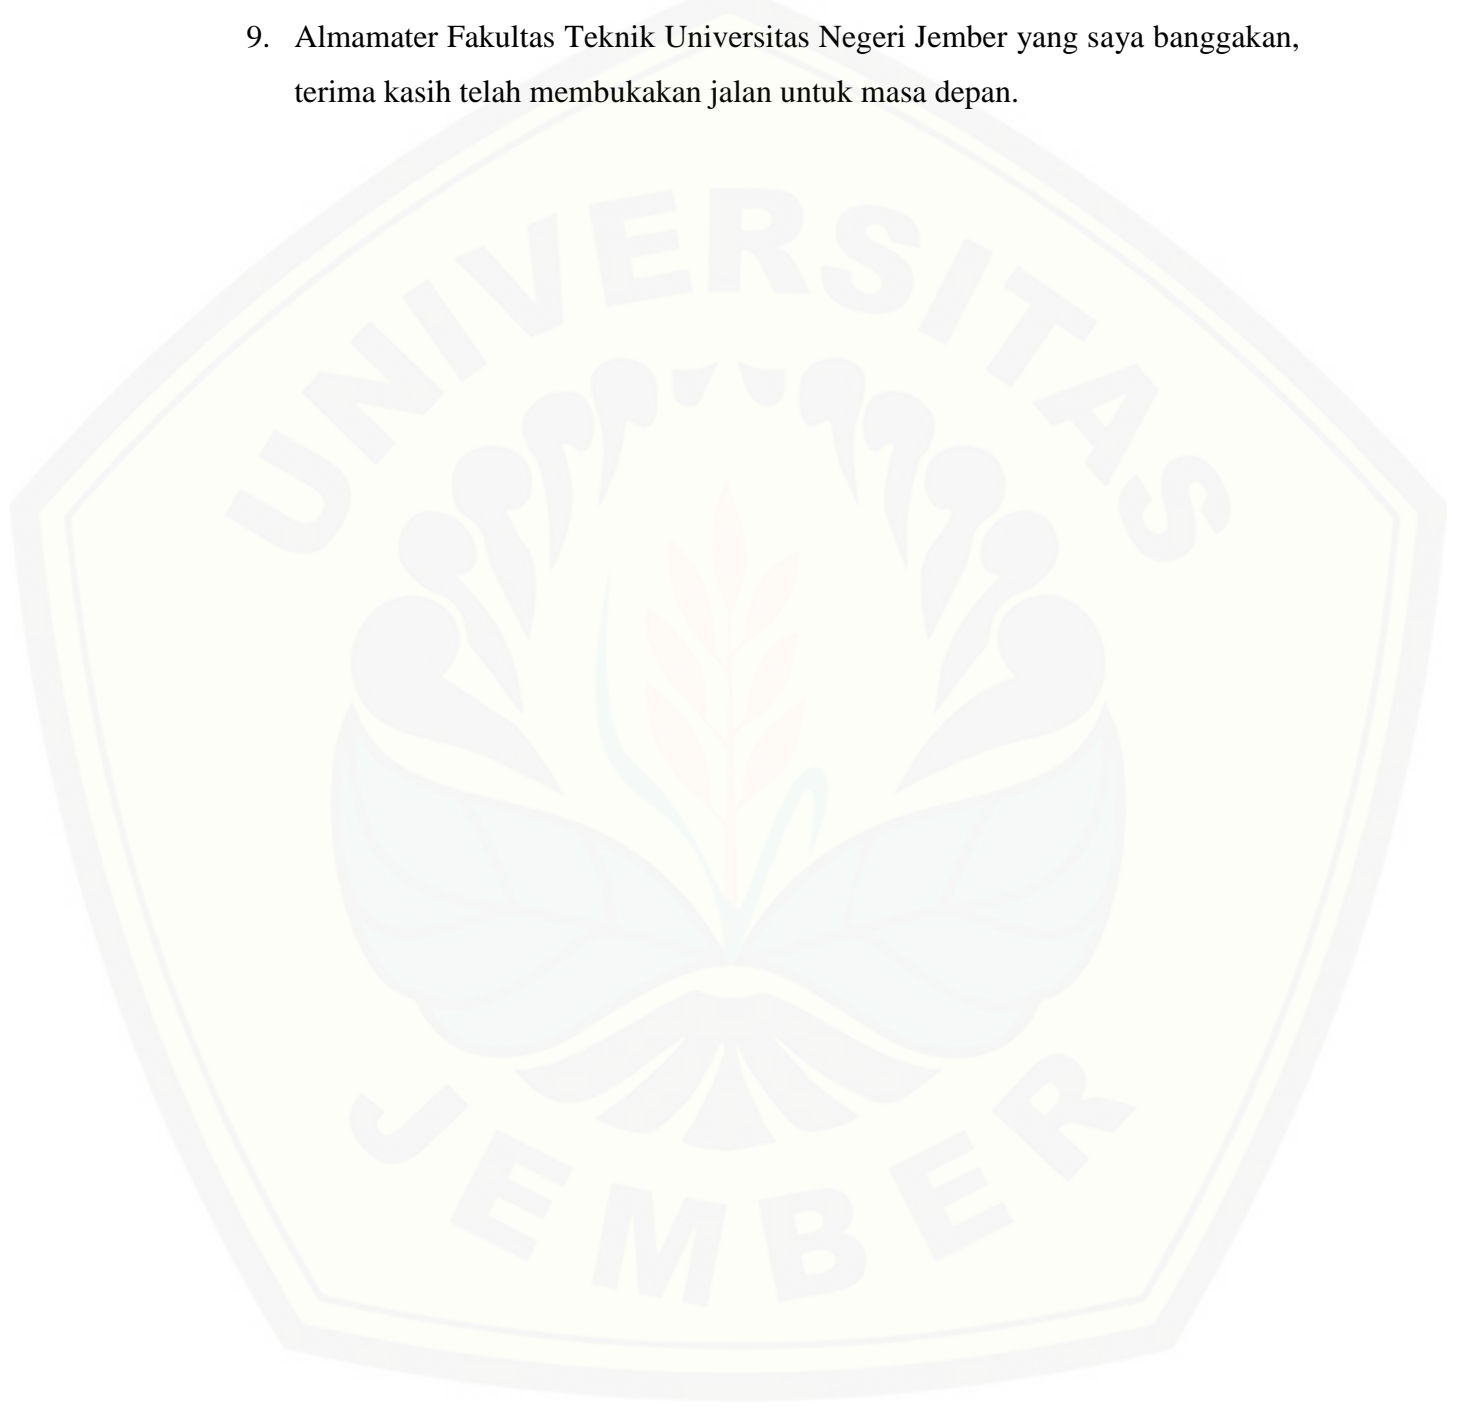 9. Almamater Fakultas Teknik Universitas Negeri Jember yang saya banggakan,
terima kasih telah membukakan jalan untuk masa depan.
UNIVERSITAS
JEMBER